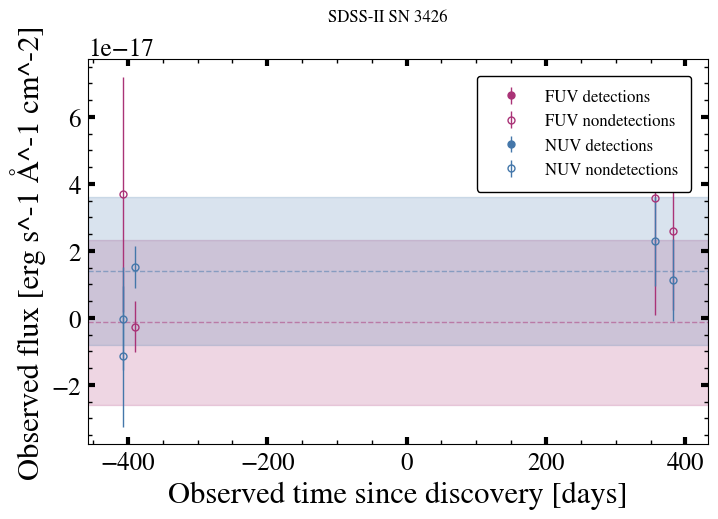 SDSS-II SN 3426
1e−17
FUV detections
FUV nondetections
NUV detections
NUV nondetections
6
4
2
0
−2
−400
−200
0
200
400
Observed time since discovery [days]
Observed flux [erg s^-1 Å^-1 cm^-2]